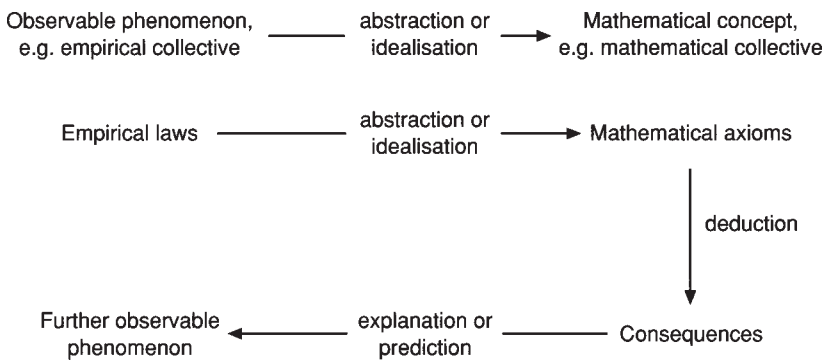 Observable phenomenon,
e.g. empirical collective
abstraction or
idealisation
Mathematical concept,
e.g. mathematical collective
Empirical laws
abstraction or
idealisation
Mathematical axioms
deduction
Further observable
phenomenon
explanation or
prediction
Consequences